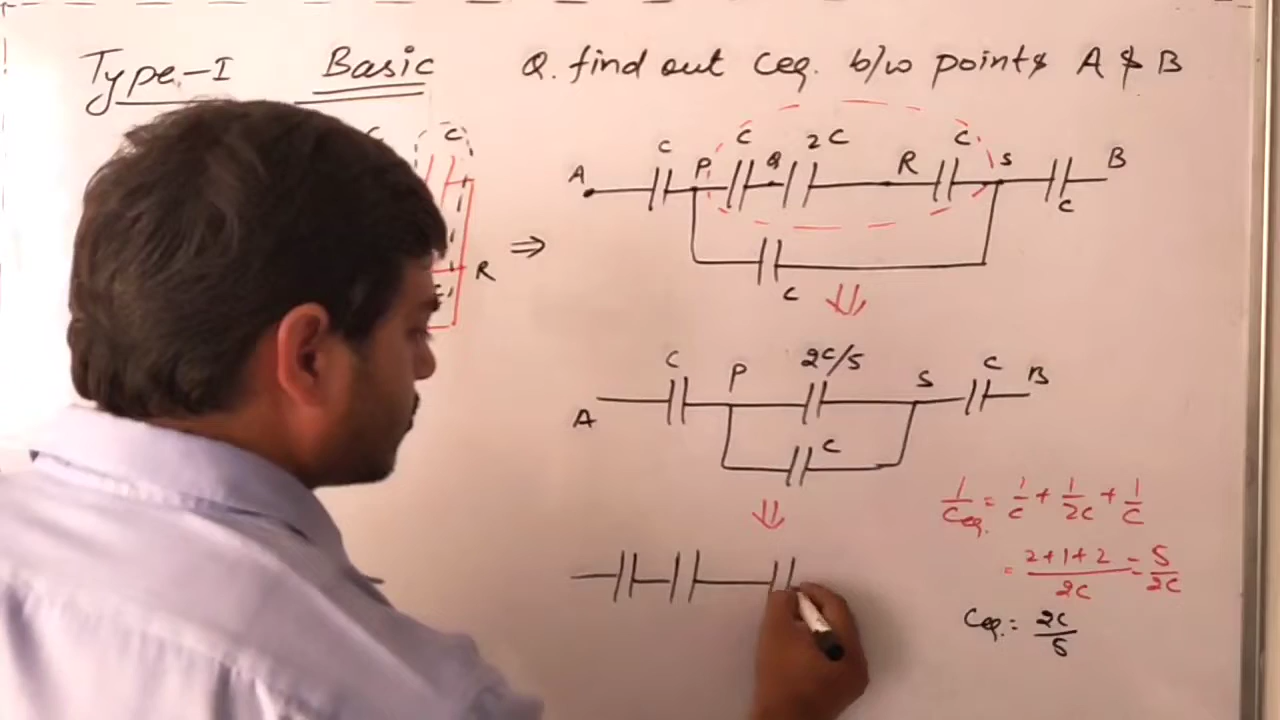 Type-I Basic
Q. find out Ceq. b/w points A & B
C C
R
⇒
C P C Q 2C R C S B
A C
C
⇓
C P 2C/5 S C B
A C
⇓
1/Ceq. = 1/C + 1/2C + 1/C
= 2+1+2/2C = 5/2C
Ceq. = 2C/5